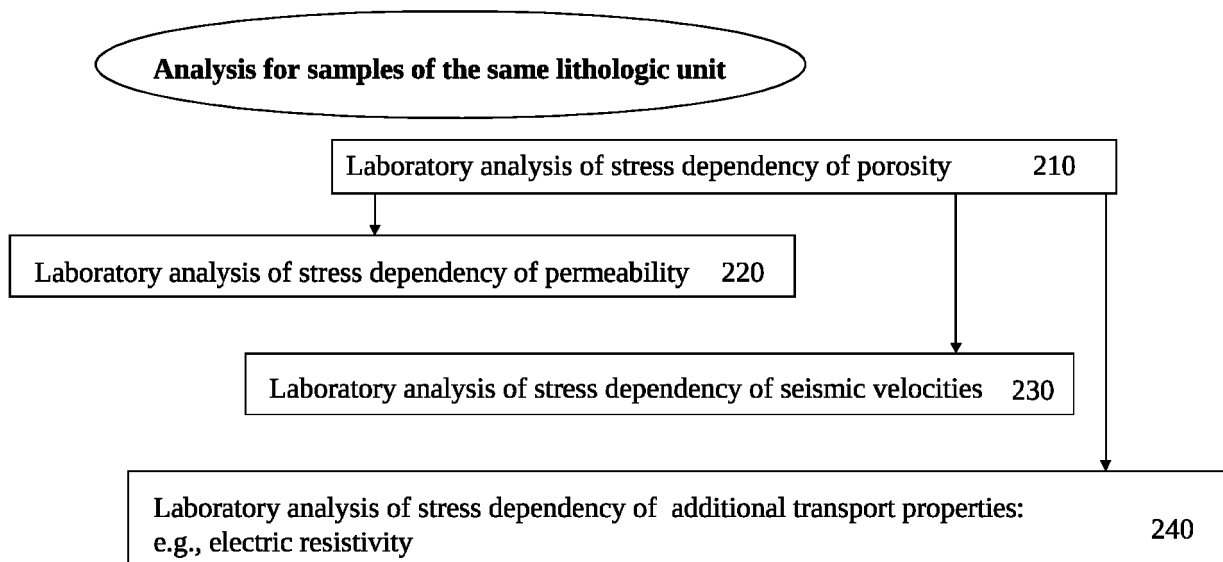 Analysis for samples of the same lithologic unit
Laboratory analysis of stress dependency of porosity 210
Laboratory analysis of stress dependency of permeability 220
Laboratory analysis of stress dependency of seismic velocities 230
Laboratory analysis of stress dependency of additional transport properties:
e.g., electric resistivity
240